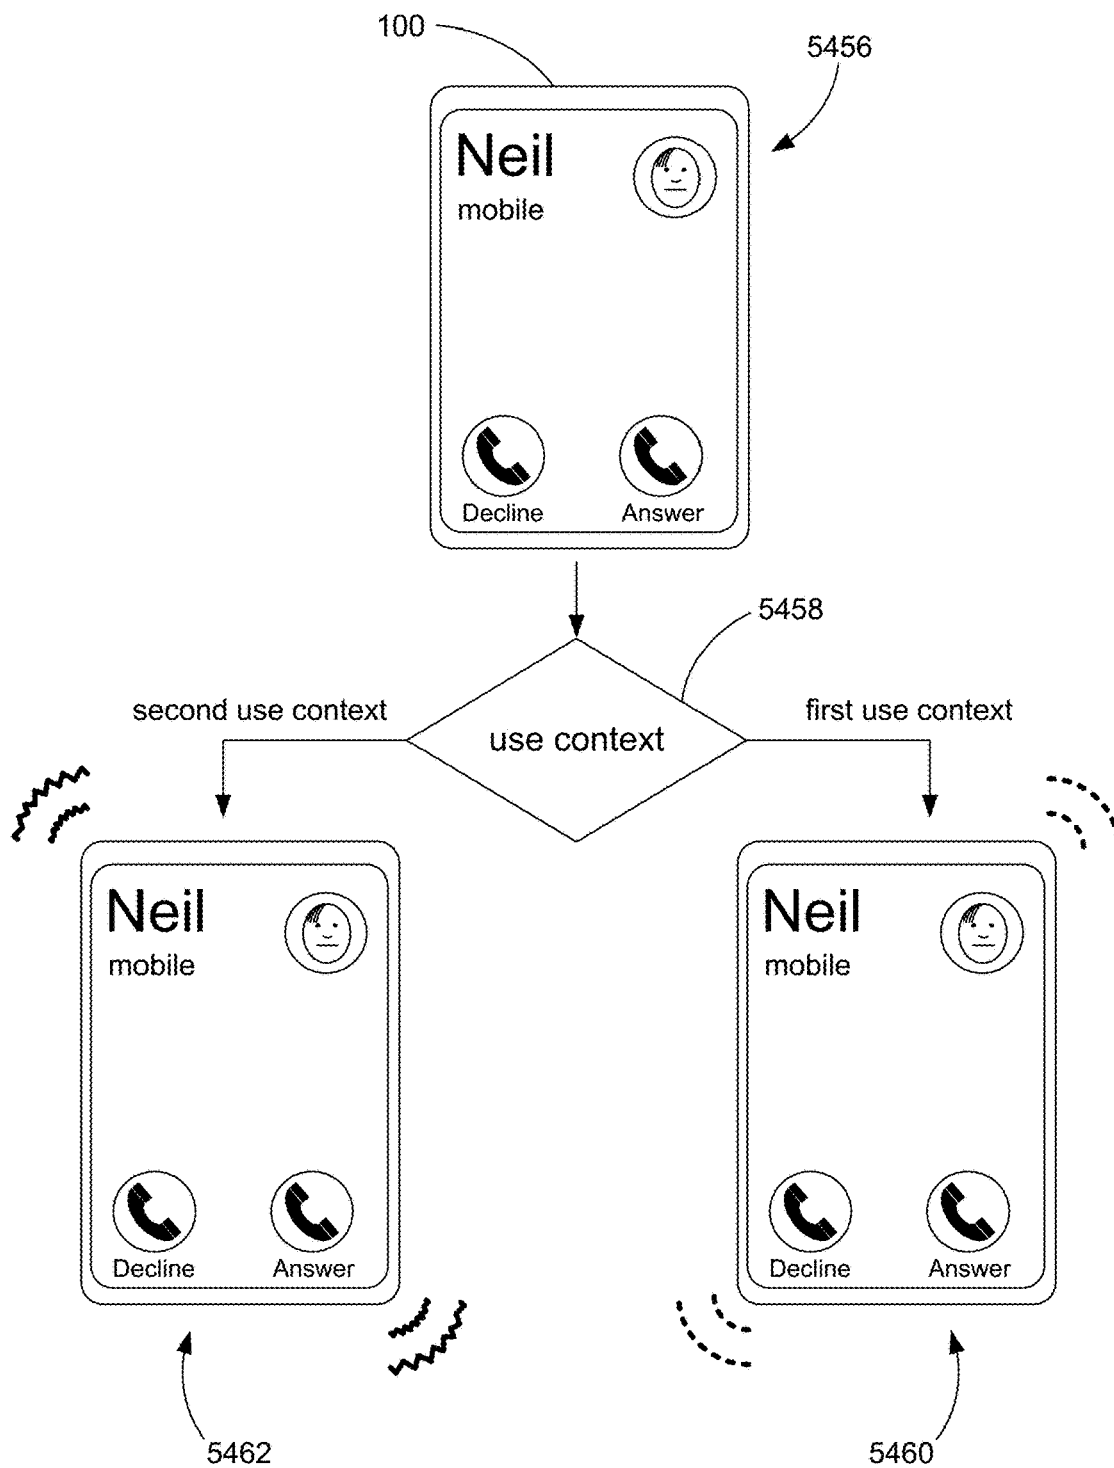 100
5456
Neil
mobile
Decline
Answer
5458
second use context
use context
first use context
Neil
mobile
Decline
Answer
Neil
mobile
Decline
Answer
5462
5460